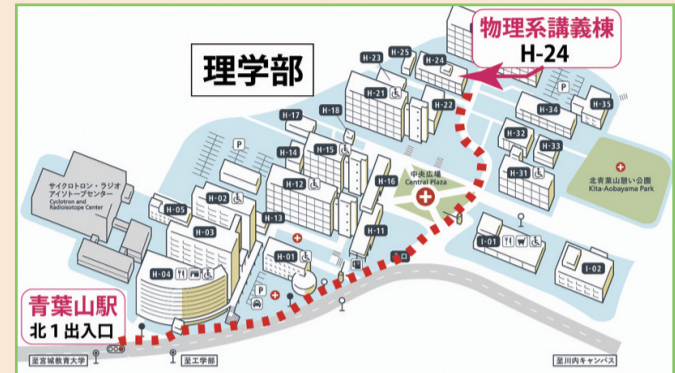 物理系講義棟
H-24
理学部
H-25
H-24
H-23
H-21
H-22
H-34
H-35
H-18
H-17
H-32
H-33
H-15
H-14
H-31
P
P
中央広場
Central Plaza
北青葉山憩い公園
Kita-Aobayama Park
サイクロトロン・ラジオ
アイソトープセンター
Cyclotron and
Radioisotope Center
H-16
H-12
H-02
H-05
H-13
H-03
H-11
H-01
H-04
I-01
I-02
P
青葉山駅
北1出入口
至宮城教育大学
至工学部
至川内キャンパス